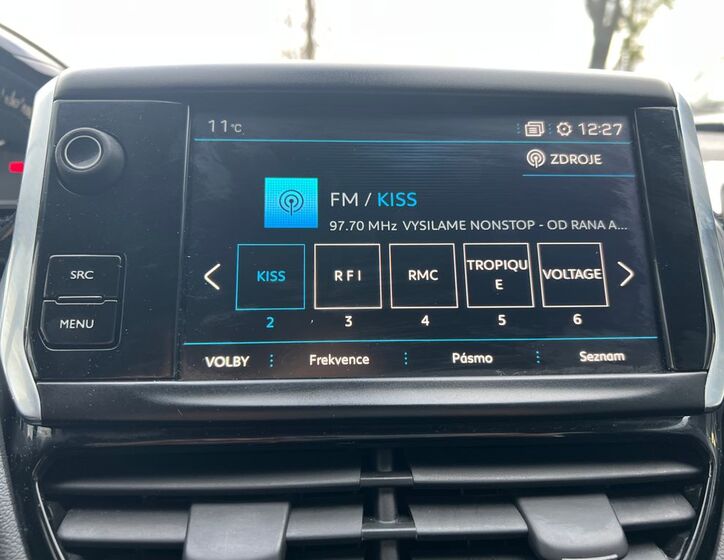 11°C 12:27
ZDROJE
FM / KISS
97.70 MHz VYSILAME NONSTOP - OD RANA A...
SRC
MENU
KISS RFI RMC TROPIQU
E VOLTAGE
2 3 4 5 6
VOLBY Frekvence Pásmo Seznam